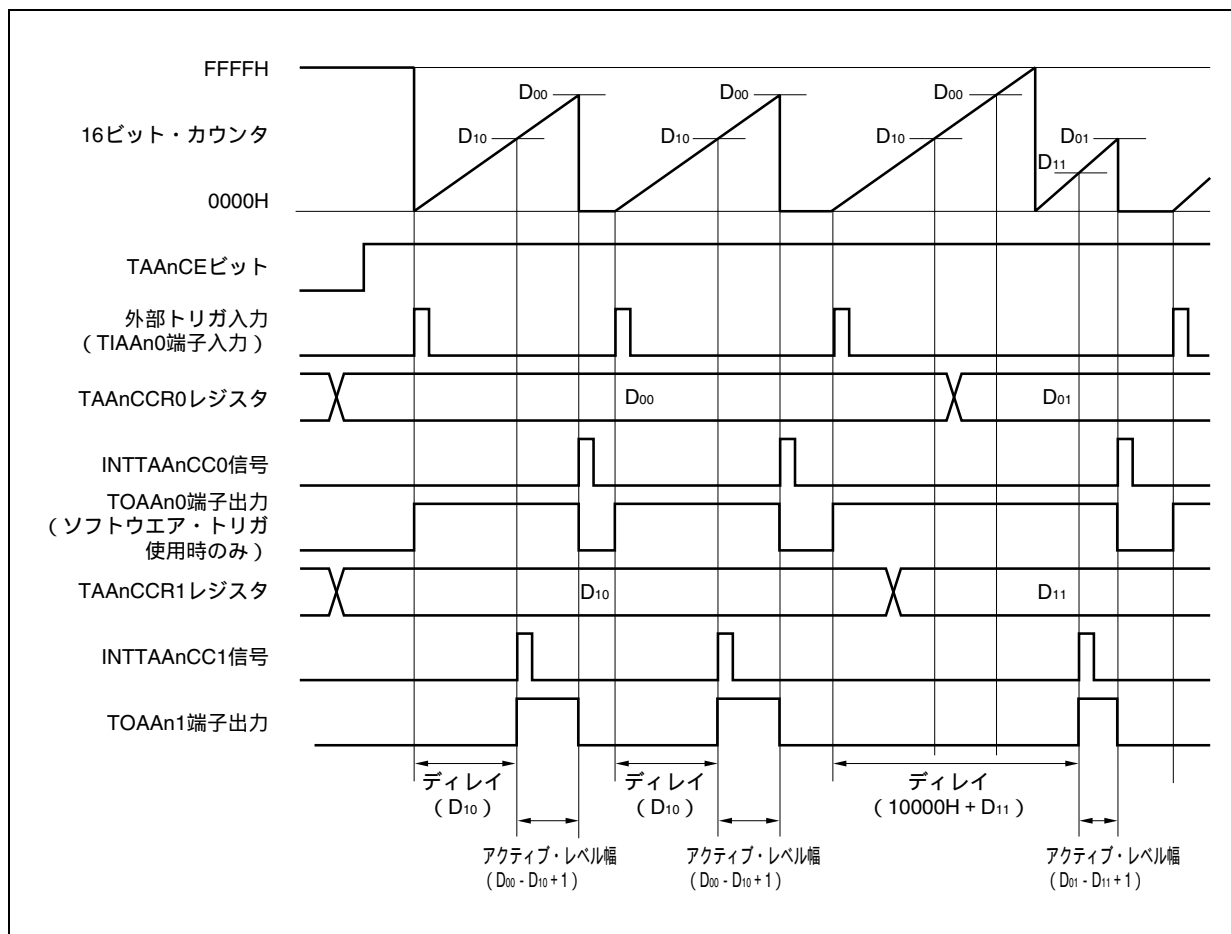 FFFFH
D00
D00
D00
D10
D10
D10
D01
16ビット・カウンタ
D11
0000H
TAAnCEビット
外部トリガ入力
（TIAAn0端子入力）
TAAnCCR0レジスタ
D00
D01
INTTAAnCC0信号
TOAAn0端子出力
（ソフトウエア・トリガ
使用時のみ）
TAAnCCR1レジスタ
D10
D11
INTTAAnCC1信号
TOAAn1端子出力
ディレイ
（D10）
ディレイ
（D10）
ディレイ
（10000H + D11）
アクティブ・レベル幅
（D00 - D10 + 1）
アクティブ・レベル幅
（D00 - D10 + 1）
アクティブ・レベル幅
（D01 - D11 + 1）